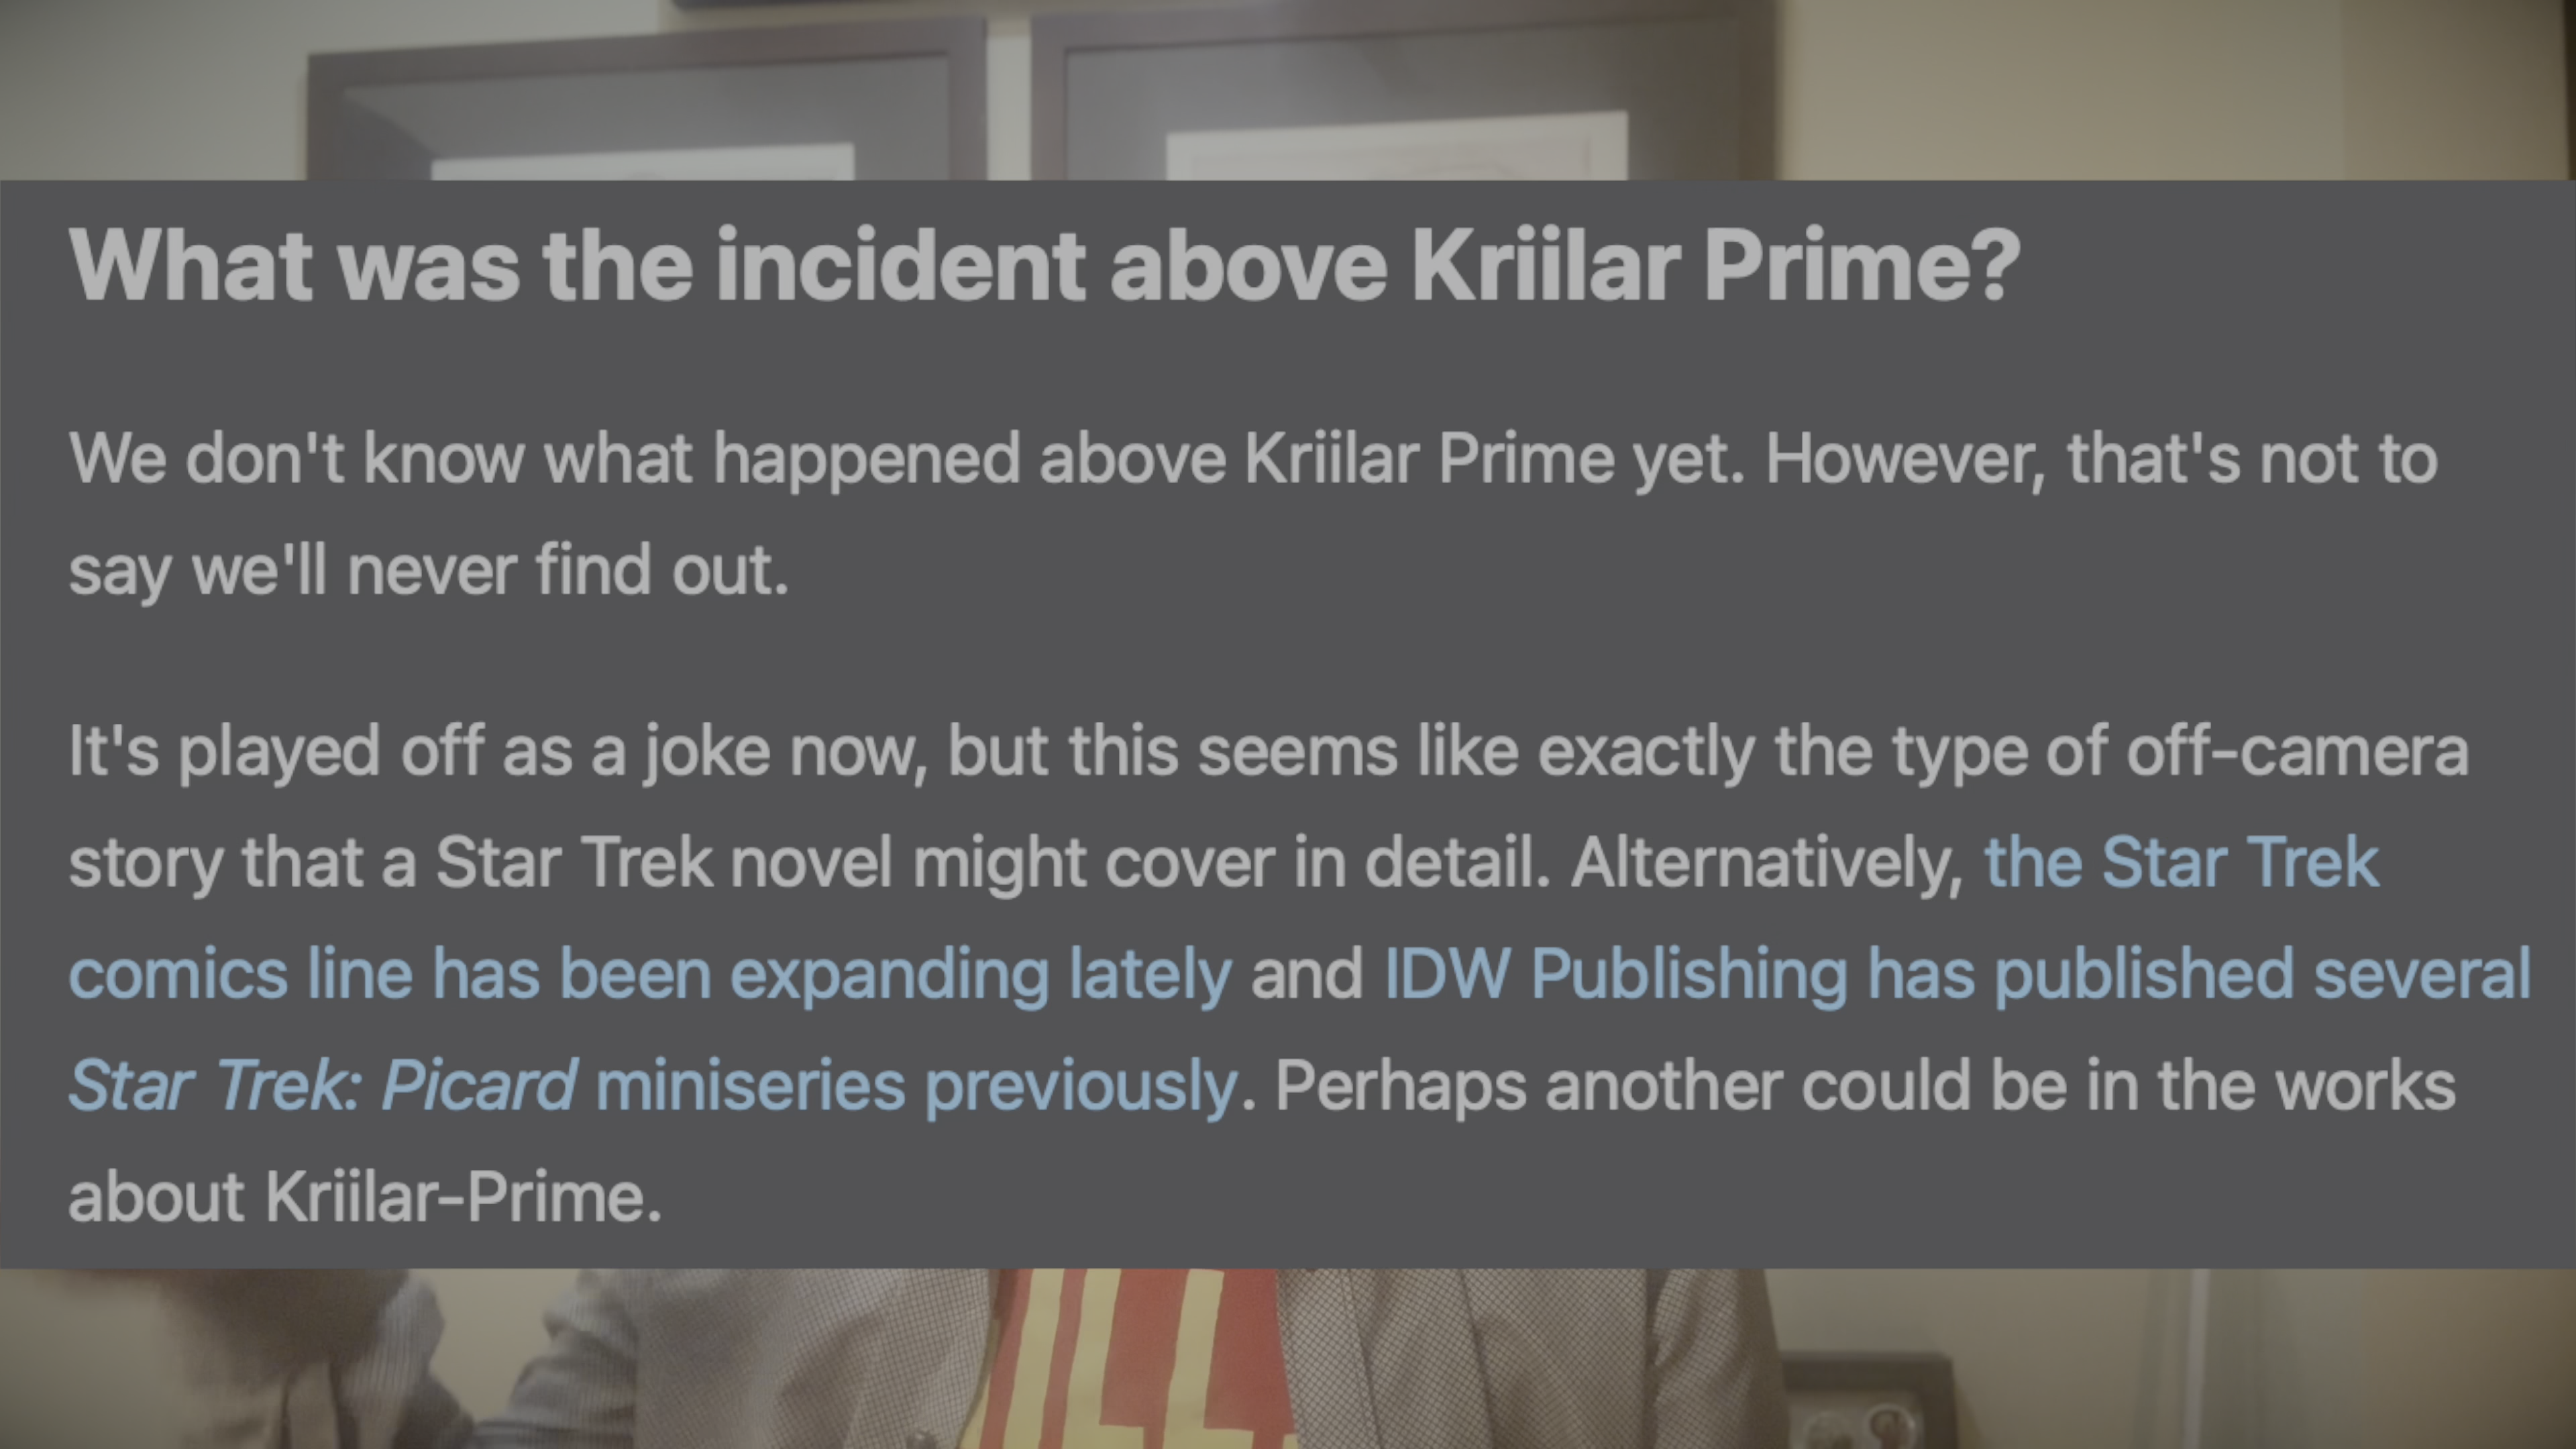 What was the incident above Kriilar Prime?
We don't know what happened above Kriilar Prime yet. However, that's not to
say we'll never find out.
It's played off as a joke now, but this seems like exactly the type of off-camera
story that a Star Trek novel might cover in detail. Alternatively, the Star Trek
comics line has been expanding lately and IDW Publishing has published several
Star Trek: Picard miniseries previously. Perhaps another could be in the works
about Kriilar-Prime.